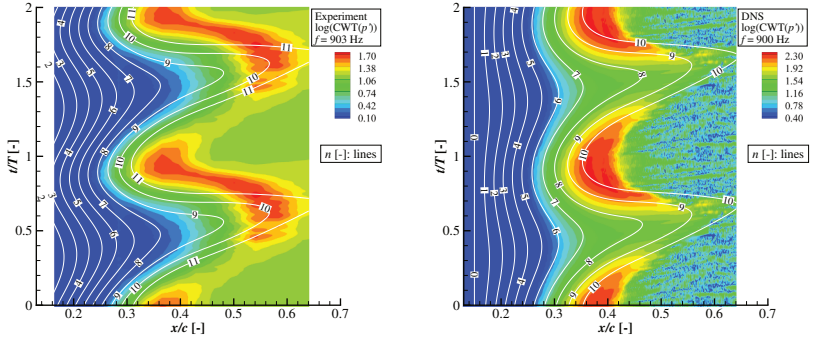 Experiment
log(CWT(p'))
f = 903 Hz
1.70
1.38
1.06
0.74
0.42
0.10
n [-]: lines
t/T [-]
2
1.5
1
0.5
0
0.2
0.3
0.4
0.5
0.6
0.7
x/c [-]
DNS
log(CWT(p'))
f = 900 Hz
2.30
1.92
1.54
1.16
0.78
0.40
n [-]: lines
t/T [-]
2
1.5
1
0.5
0
0.2
0.3
0.4
0.5
0.6
0.7
x/c [-]